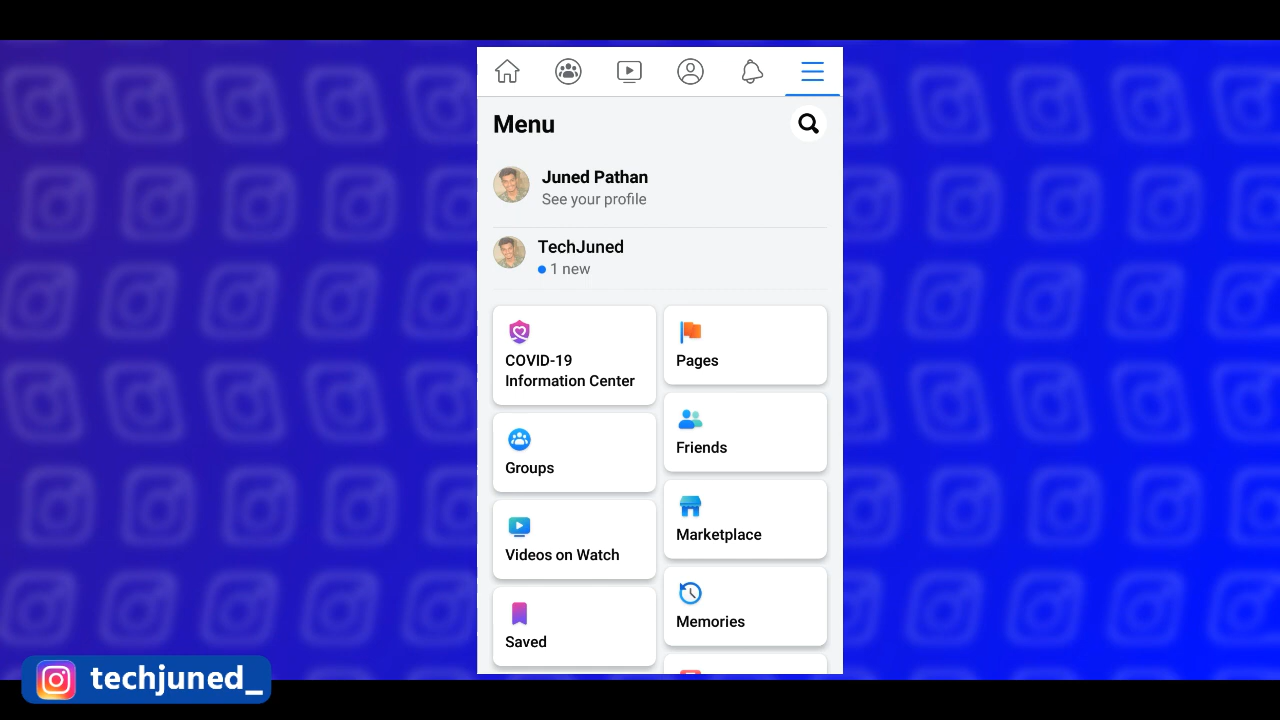 Menu
Juned Pathan
See your profile
TechJuned
1 new
COVID-19
Information Center
Pages
Groups
Friends
Videos on Watch
Marketplace
Saved
Memories
techjuned_